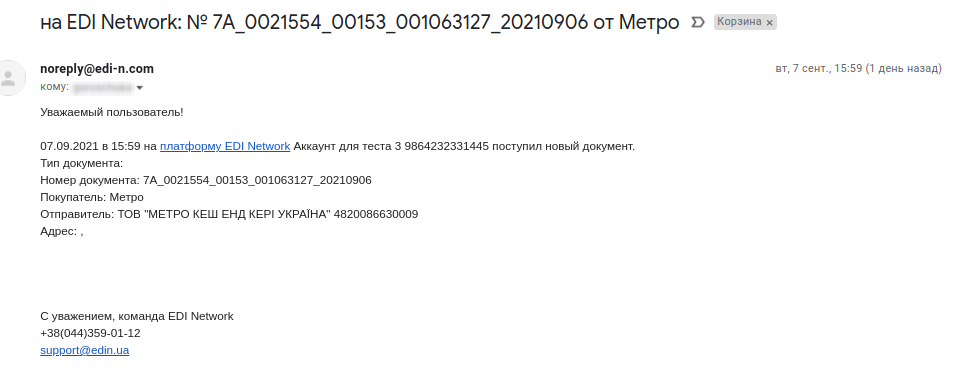 на EDI Network: № 7A_0021554_00153_001063127_20210906 от Метро
Корзина ×
noreply@edi-n.com
вт, 7 сент., 15:59 (1 день назад)
кому:
Уважаемый пользователь!
07.09.2021 в 15:59 на платформу EDI Network Аккаунт для теста 3 9864232331445 поступил новый документ.
Тип документа:
Номер документа: 7A_0021554_00153_001063127_20210906
Покупатель: Метро
Отправитель: ТОВ "МЕТРО КЕШ ЕНД КЕРІ УКРАЇНА" 4820086630009
Адрес: ,
С уважением, команда EDI Network
+38(044)359-01-12
support@edin.ua